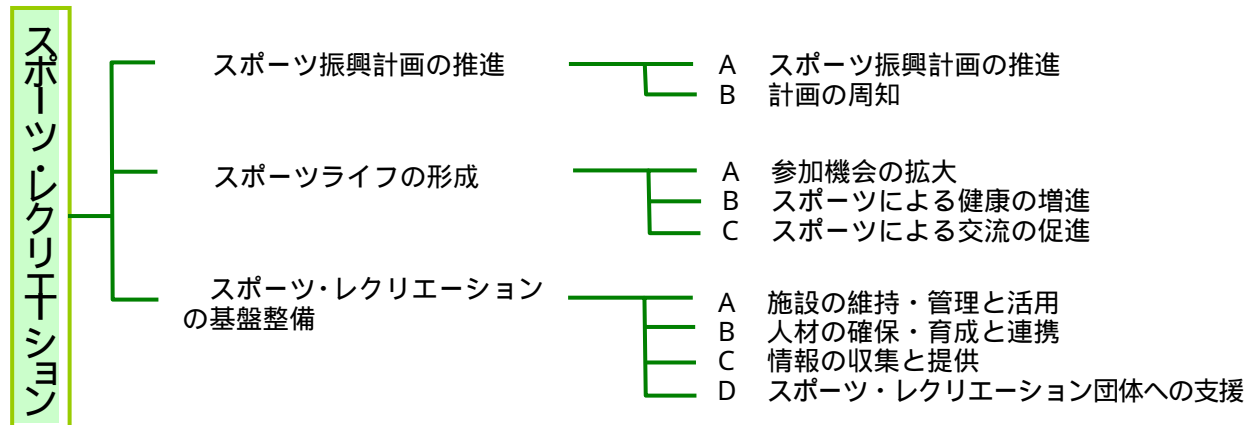 スポーツ・レクリエーション
スポーツ振興計画の推進
A スポーツ振興計画の推進
B 計画の周知
スポーツライフの形成
A 参加機会の拡大
B スポーツによる健康の増進
C スポーツによる交流の促進
スポーツ・レクリエーション
の基盤整備
A 施設の維持・管理と活用
B 人材の確保・育成と連携
C 情報の収集と提供
D スポーツ・レクリエーション団体への支援